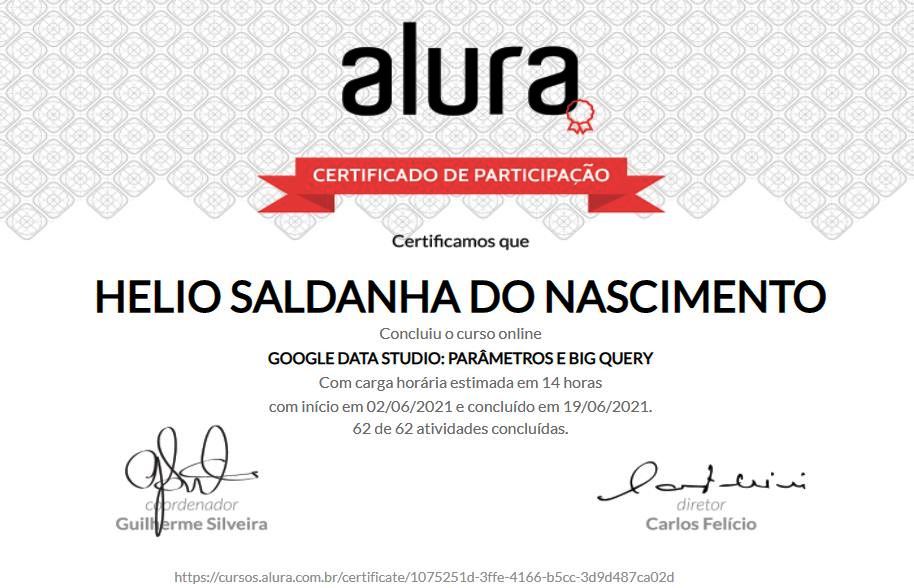 alura
CERTIFICADO DE PARTICIPAÇÃO
Certificamos que
HELIO SALDANHA DO NASCIMENTO
Concluiu o curso online
GOOGLE DATA STUDIO: PARÂMETROS E BIG QUERY
Com carga horária estimada em 14 horas
com início em 02/06/2021 e concluído em 19/06/2021.
62 de 62 atividades concluídas.
coordenador
Guilherme Silveira
diretor
Carlos Felício
https://cursos.alura.com.br/certificate/1075251d-3ffe-4166-b5cc-3d9d487ca02d